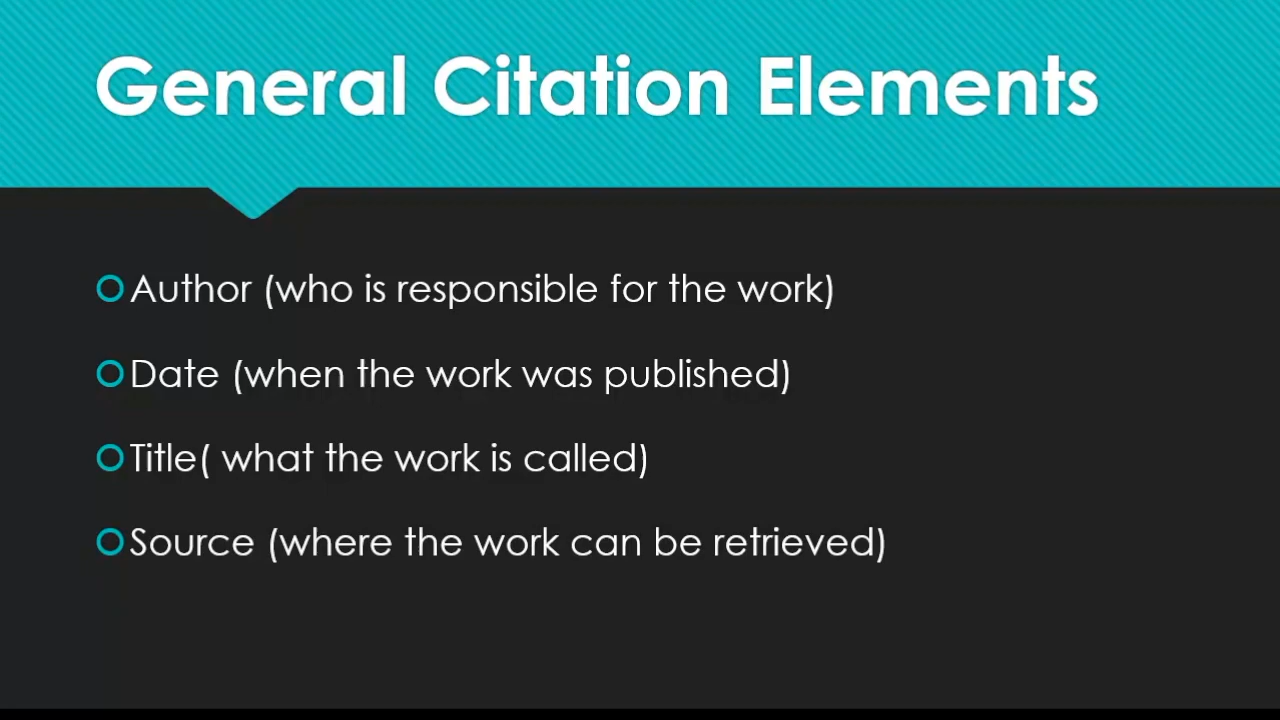 General Citation Elements
Author (who is responsible for the work)
Date (when the work was published)
Title( what the work is called)
Source (where the work can be retrieved)